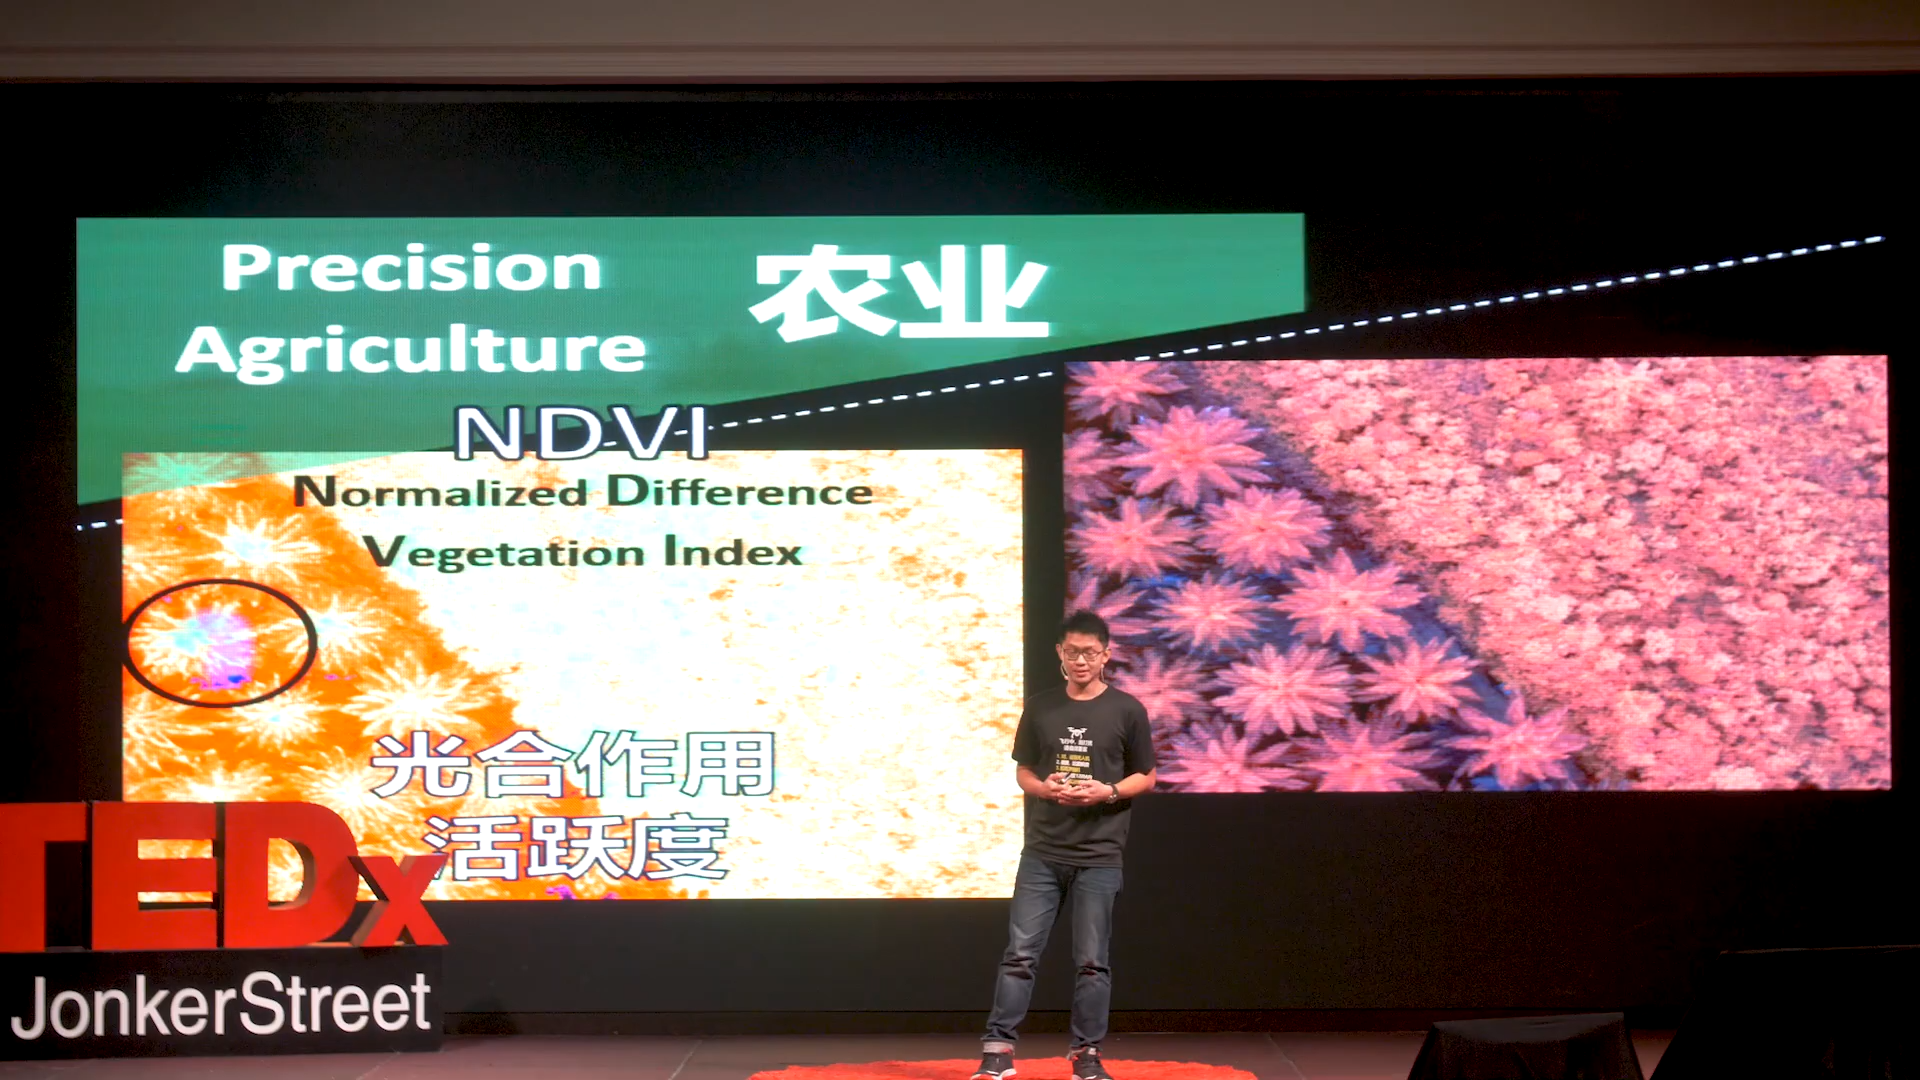 Precision
Agriculture
农业
NDVI
Normalized Difference
Vegetation Index
光合作用
活跃度
TEDx
JonkerStreet